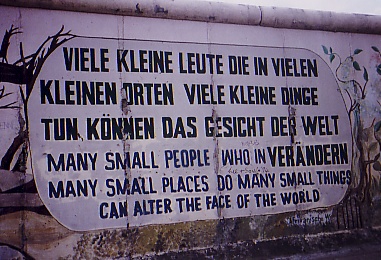 VIELE KLEINE LEUTE DIE IN VIELEN
KLEINEN ORTEN VIELE KLEINE DINGE
TUN KÖNNEN DAS GESICHT DER WELT
MANY SMALL PEOPLE WHO IN VERÄNDERN
MANY SMALL PLACES DO MANY SMALL THINGS
CAN ALTER THE FACE OF THE WORLD